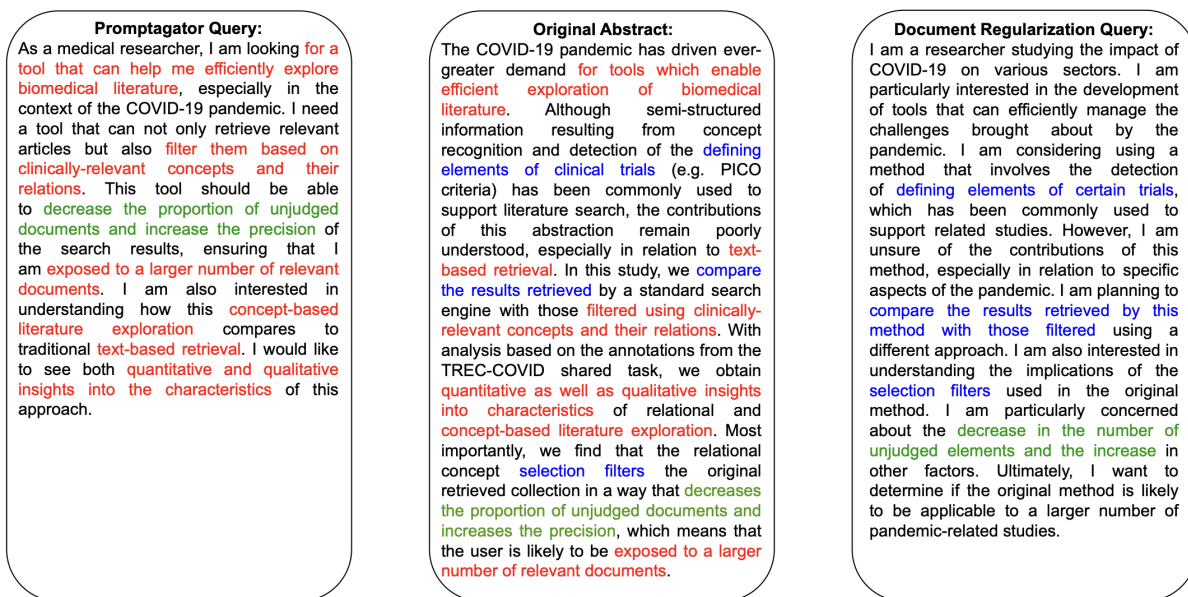 Promptagator Query:
As a medical researcher, I am looking for a
tool that can help me efficiently explore
biomedical literature, especially in the
context of the COVID-19 pandemic. I need
a tool that can not only retrieve relevant
articles but also filter them based on
clinically-relevant concepts and their
relations. This tool should be able
to decrease the proportion of unjudged
documents and increase the precision of
the search results, ensuring that I
am exposed to a larger number of relevant
documents. I am also interested in
understanding how this concept-based
literature exploration compares to
traditional text-based retrieval. I would like
to see both quantitative and qualitative
insights into the characteristics of this
approach.
Original Abstract:
The COVID-19 pandemic has driven ever-
greater demand for tools which enable
efficient exploration of biomedical
literature. Although semi-structured
information resulting from concept
recognition and detection of the defining
elements of clinical trials (e.g. PICO
criteria) has been commonly used to
support literature search, the contributions
of this abstraction remain poorly
understood, especially in relation to text-
based retrieval. In this study, we compare
the results retrieved by a standard search
engine with those filtered using clinically-
relevant concepts and their relations. With
analysis based on the annotations from the
TREC-COVID shared task, we obtain
quantitative as well as qualitative insights
into characteristics of relational and
concept-based literature exploration. Most
importantly, we find that the relational
concept selection filters the original
retrieved collection in a way that decreases
the proportion of unjudged documents and
increases the precision, which means that
the user is likely to be exposed to a larger
number of relevant documents.
Document Regularization Query:
I am a researcher studying the impact of
COVID-19 on various sectors. I am
particularly interested in the development
of tools that can efficiently manage the
challenges brought about by the
pandemic. I am considering using a
method that involves the detection
of defining elements of certain trials,
which has been commonly used to
support related studies. However, I am
unsure of the contributions of this
method, especially in relation to specific
aspects of the pandemic. I am planning to
compare the results retrieved by this
method with those filtered using a
different approach. I am also interested in
understanding the implications of the
selection filters used in the original
method. I am particularly concerned
about the decrease in the number of
unjudged elements and the increase in
other factors. Ultimately, I want to
determine if the original method is likely
to be applicable to a larger number of
pandemic-related studies.